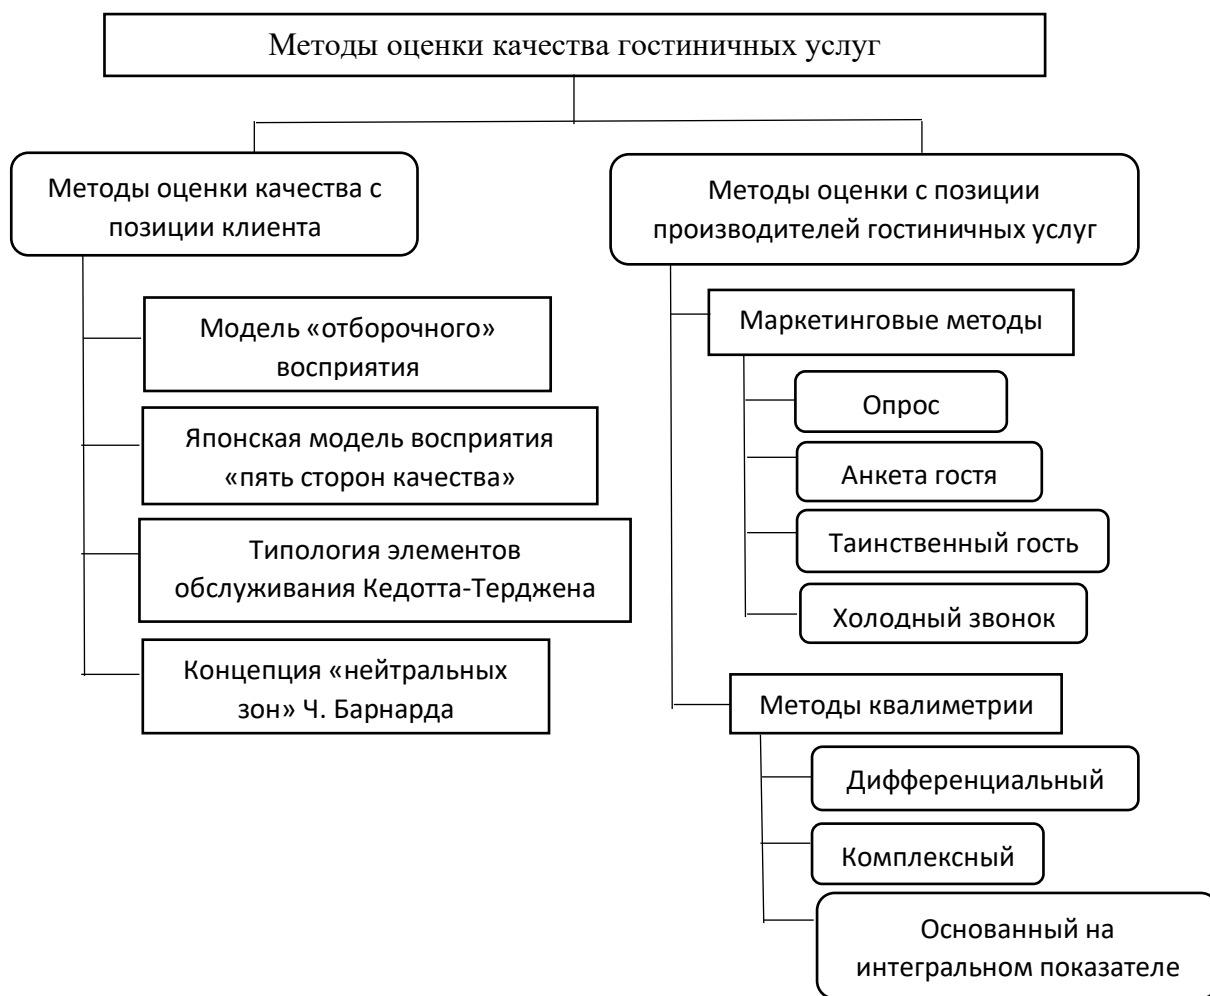 Методы оценки качества гостиничных услуг
Методы оценки качества с
позиции клиента
Модель «отборочного»
восприятия
Японская модель восприятия
«пять сторон качества»
Типология элементов
обслуживания Кедотта-Терджена
Концепция «нейтральных
зон» Ч. Барнарда
Методы оценки с позиции
производителей гостиничных услуг
Маркетинговые методы
Опрос
Анкета гостя
Таинственный гость
Холодный звонок
Методы квалиметрии
Дифференциальный
Комплексный
Основанный на
интегральном показателе